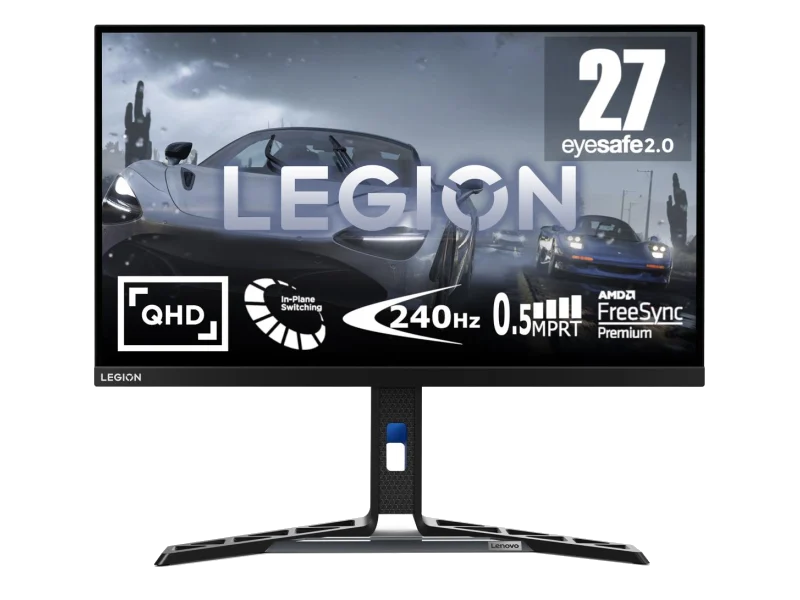 27
eyesafe2.0
LEGION
QHD
In-Plane
Switching
240Hz
0.5MPRT
AMD
FreeSync
Premium
LEGION
Lenovo